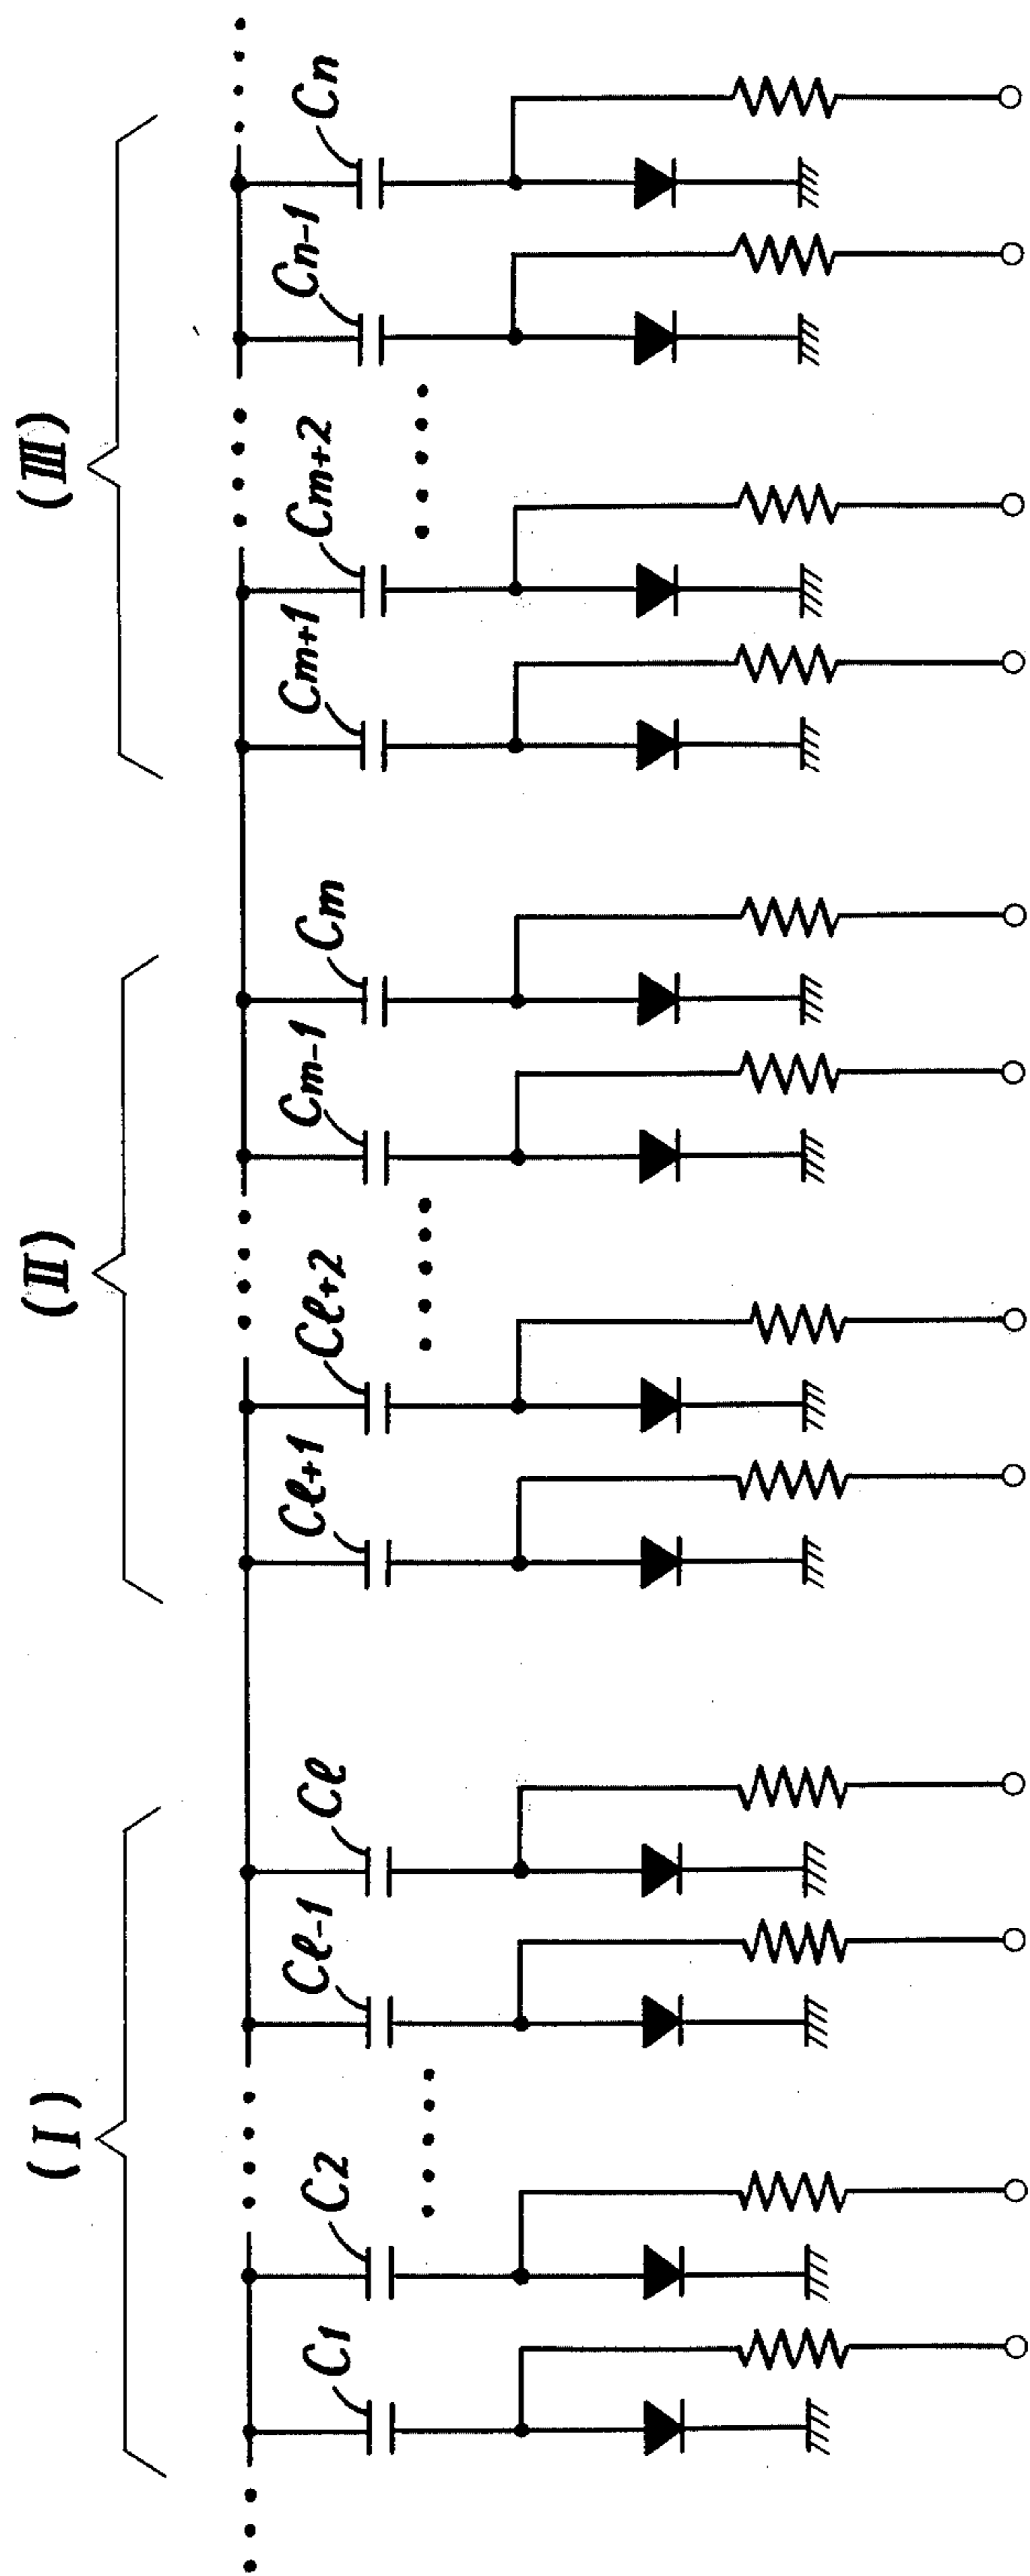 (I)
(II)
(III)
C1
C2
Cℓ-1
Cℓ
Cℓ+1
Cℓ+2
Cm-1
Cm
Cm+1
Cm+2
Cn-1
Cn